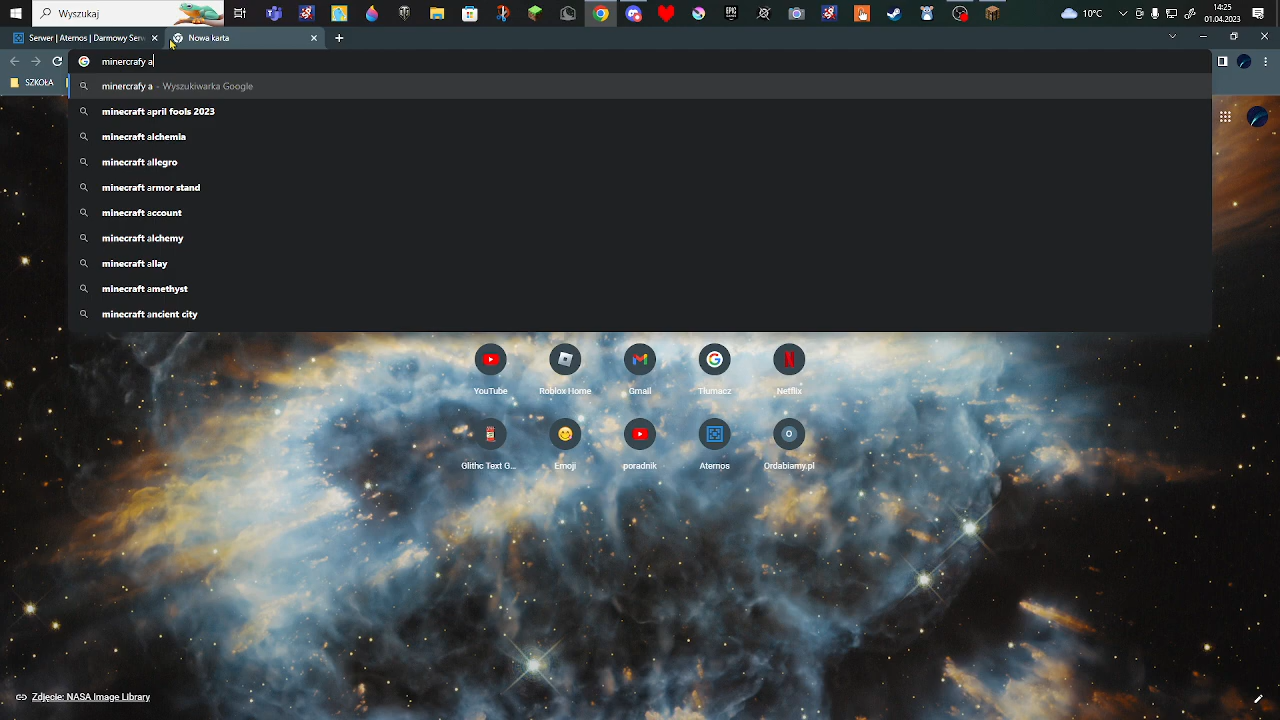 Wyszukaj
10°C
14:25
01.04.2023
Serwer | Aternos | Darmowy Serw
Nowa karta
minercrafy a
SZKOŁA
minercrafy a - Wyszukiwarka Google
minecraft april fools 2023
minecraft alchemia
minecraft allegro
minecraft armor stand
minecraft account
minecraft alchemy
minecraft allay
minecraft amethyst
minecraft ancient city
YouTube
Roblox Home
Gmail
Tłumacz
Netflix
O
Glithc Text G...
Emoji
poradnik
Aternos
Ordabiamy.pl
Zdjęcie: NASA Image Library